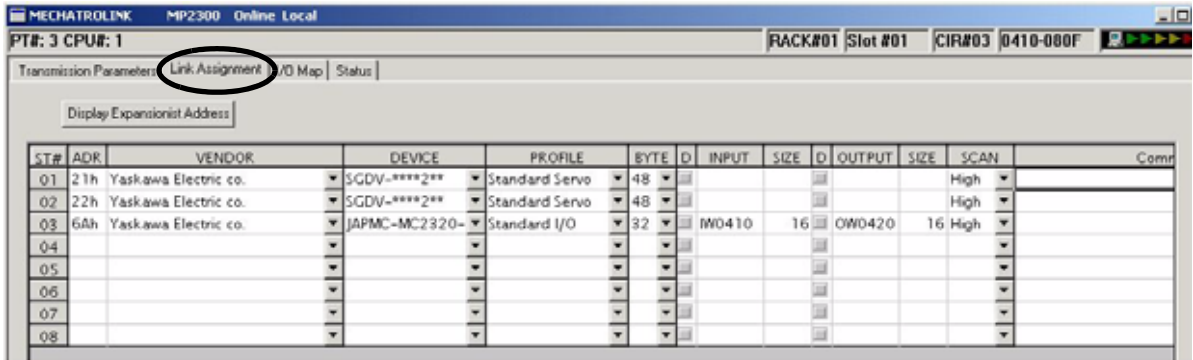 MECHATROLINK MP2300 Online Local
PT#: 3 CPU#: 1 RACK#01 Slot #01 CIR#03 0410-080F
Transmission Parameters Link Assignment I/O Map Status
Display Expansionist Address
ST# ADR VENDOR DEVICE PROFILE BYTE D INPUT SIZE D OUTPUT SIZE SCAN Comr
01 21h Yaskawa Electric co. SGDV-****2** Standard Servo 48 High
02 22h Yaskawa Electric co. SGDV-****2** Standard Servo 48 High
03 6Ah Yaskawa Electric co. JAPMC-MC2320- Standard I/O 32 IW0410 16 OW0420 16 High
04
05
06
07
08